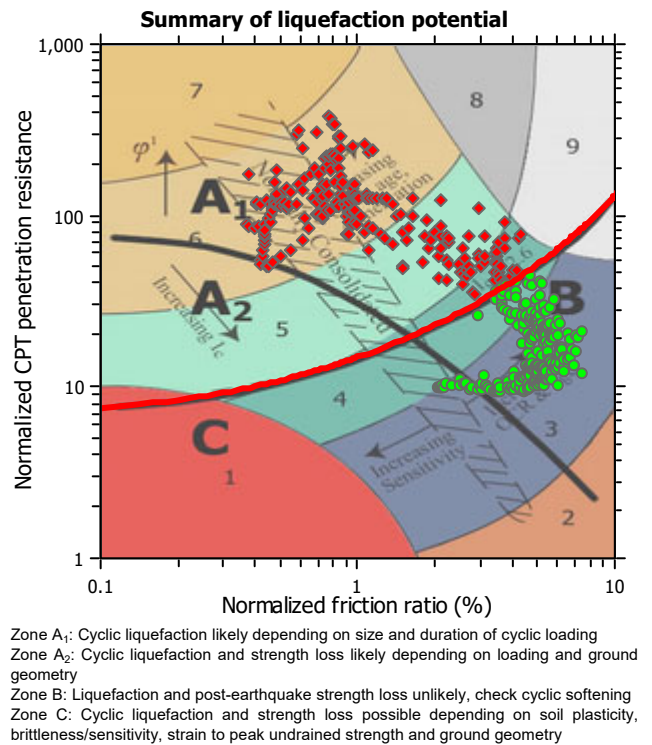 Summary of liquefaction potential
1,000
7
8
9
φ'
A1
100
6
Consolidated
A2
B
Increasing Ic
5
Normalized CPT penetration resistance
10
4
C
3
Increasing
Sensitivity
1
2
1
0.1
1
10
Normalized friction ratio (%)
Zone A1: Cyclic liquefaction likely depending on size and duration of cyclic loading
Zone A2: Cyclic liquefaction and strength loss likely depending on loading and ground
geometry
Zone B: Liquefaction and post-earthquake strength loss unlikely, check cyclic softening
Zone C: Cyclic liquefaction and strength loss possible depending on soil plasticity,
brittleness/sensitivity, strain to peak undrained strength and ground geometry